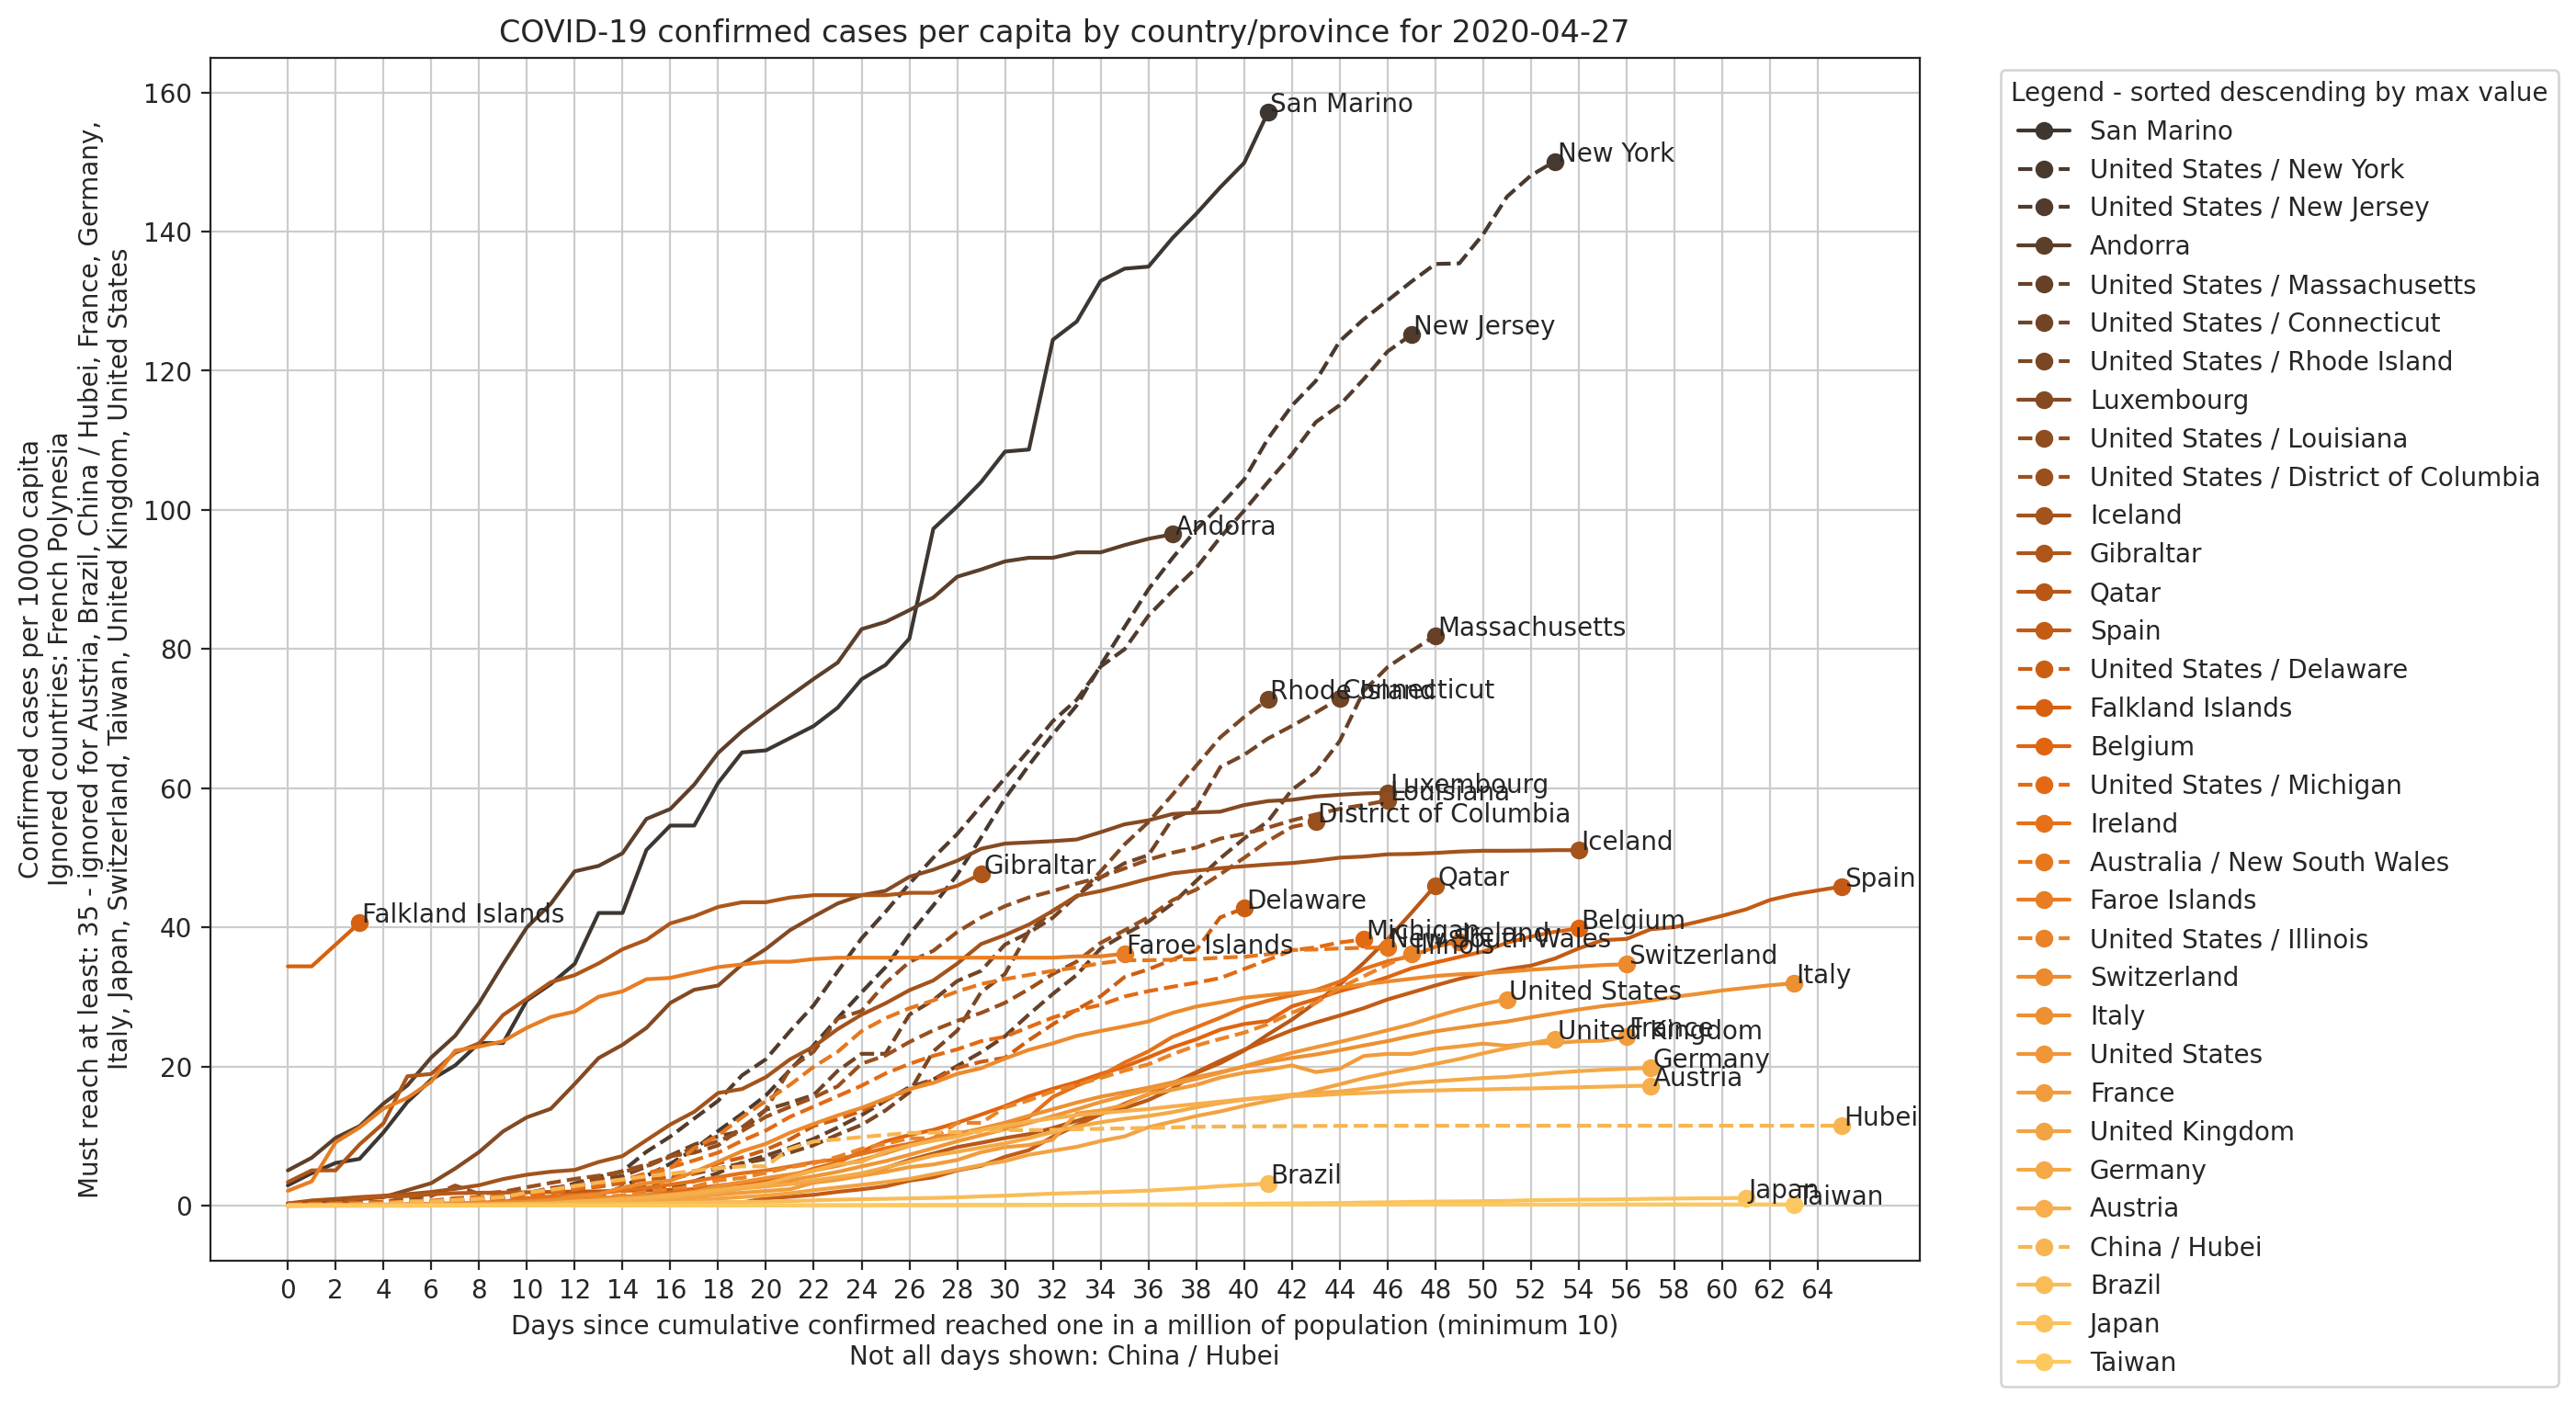 COVID-19 confirmed cases per capita by country/province for 2020-04-27
Confirmed cases per 10000 capita
Ignored countries: French Polynesia
Must reach at least: 35 - ignored for Austria, Brazil, China / Hubei, France, Germany,
Italy, Japan, Switzerland, Taiwan, United Kingdom, United States
160
140
120
100
80
60
40
20
0
San Marino
New York
New Jersey
Andorra
Massachusetts
Rhode Island
Connecticut
Luxembourg
Louisiana
District of Columbia
Iceland
Gibraltar
Qatar
Spain
Delaware
Falkland Islands
Belgium
Michigan
Ireland
New South Wales
Illinois
Faroe Islands
Switzerland
Italy
United States
France
United Kingdom
Germany
Austria
Hubei
Brazil
Japan
Taiwan
0 2 4 6 8 10 12 14 16 18 20 22 24 26 28 30 32 34 36 38 40 42 44 46 48 50 52 54 56 58 60 62 64
Days since cumulative confirmed reached one in a million of population (minimum 10)
Not all days shown: China / Hubei
Legend - sorted descending by max value
San Marino
United States / New York
United States / New Jersey
Andorra
United States / Massachusetts
United States / Connecticut
United States / Rhode Island
Luxembourg
United States / Louisiana
United States / District of Columbia
Iceland
Gibraltar
Qatar
Spain
United States / Delaware
Falkland Islands
Belgium
United States / Michigan
Ireland
Australia / New South Wales
Faroe Islands
United States / Illinois
Switzerland
Italy
United States
France
United Kingdom
Germany
Austria
China / Hubei
Brazil
Japan
Taiwan